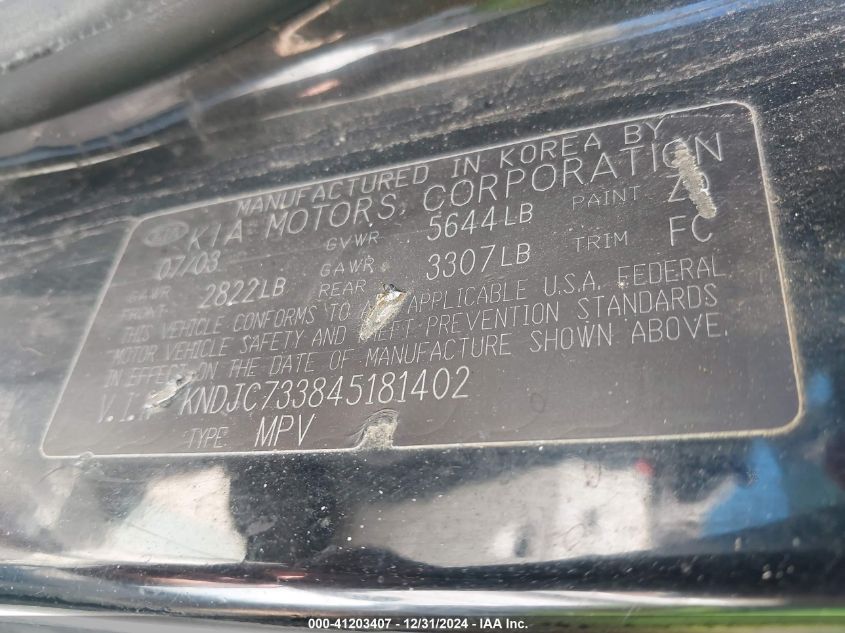 MANUFACTURED IN KOREA BY
KIA KIA MOTORS CORPORATION
07/03 GVWR 5644LB PAINT
FRONT 2822LB GAWR REAR 3307LB TRIM FC
THIS VEHICLE CONFORMS TO APPLICABLE U.S.A. FEDERAL
MOTOR VEHICLE SAFETY AND THEFT PREVENTION STANDARDS
IN EFFECT ON THE DATE OF MANUFACTURE SHOWN ABOVE.
V.I. KNDJC733845181402
TYPE MPV
000-41203407 - 12/31/2024 - IAA Inc.